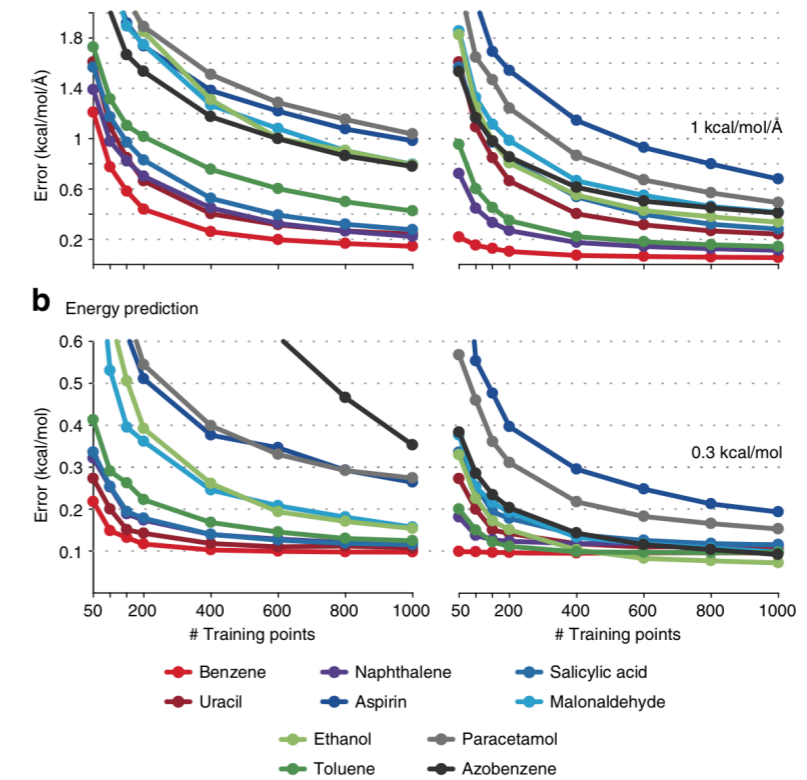 1.8
1.4
1
0.6
0.2
Error (kcal/mol/Å)
1 kcal/mol/Å
b Energy prediction
0.6
0.5
0.4
0.3
0.2
0.1
Error (kcal/mol)
0.3 kcal/mol
50 200 400 600 800 1000 50 200 400 600 800 1000
# Training points # Training points
Benzene Naphthalene Salicylic acid
Uracil Aspirin Malonaldehyde
Ethanol Paracetamol
Toluene Azobenzene